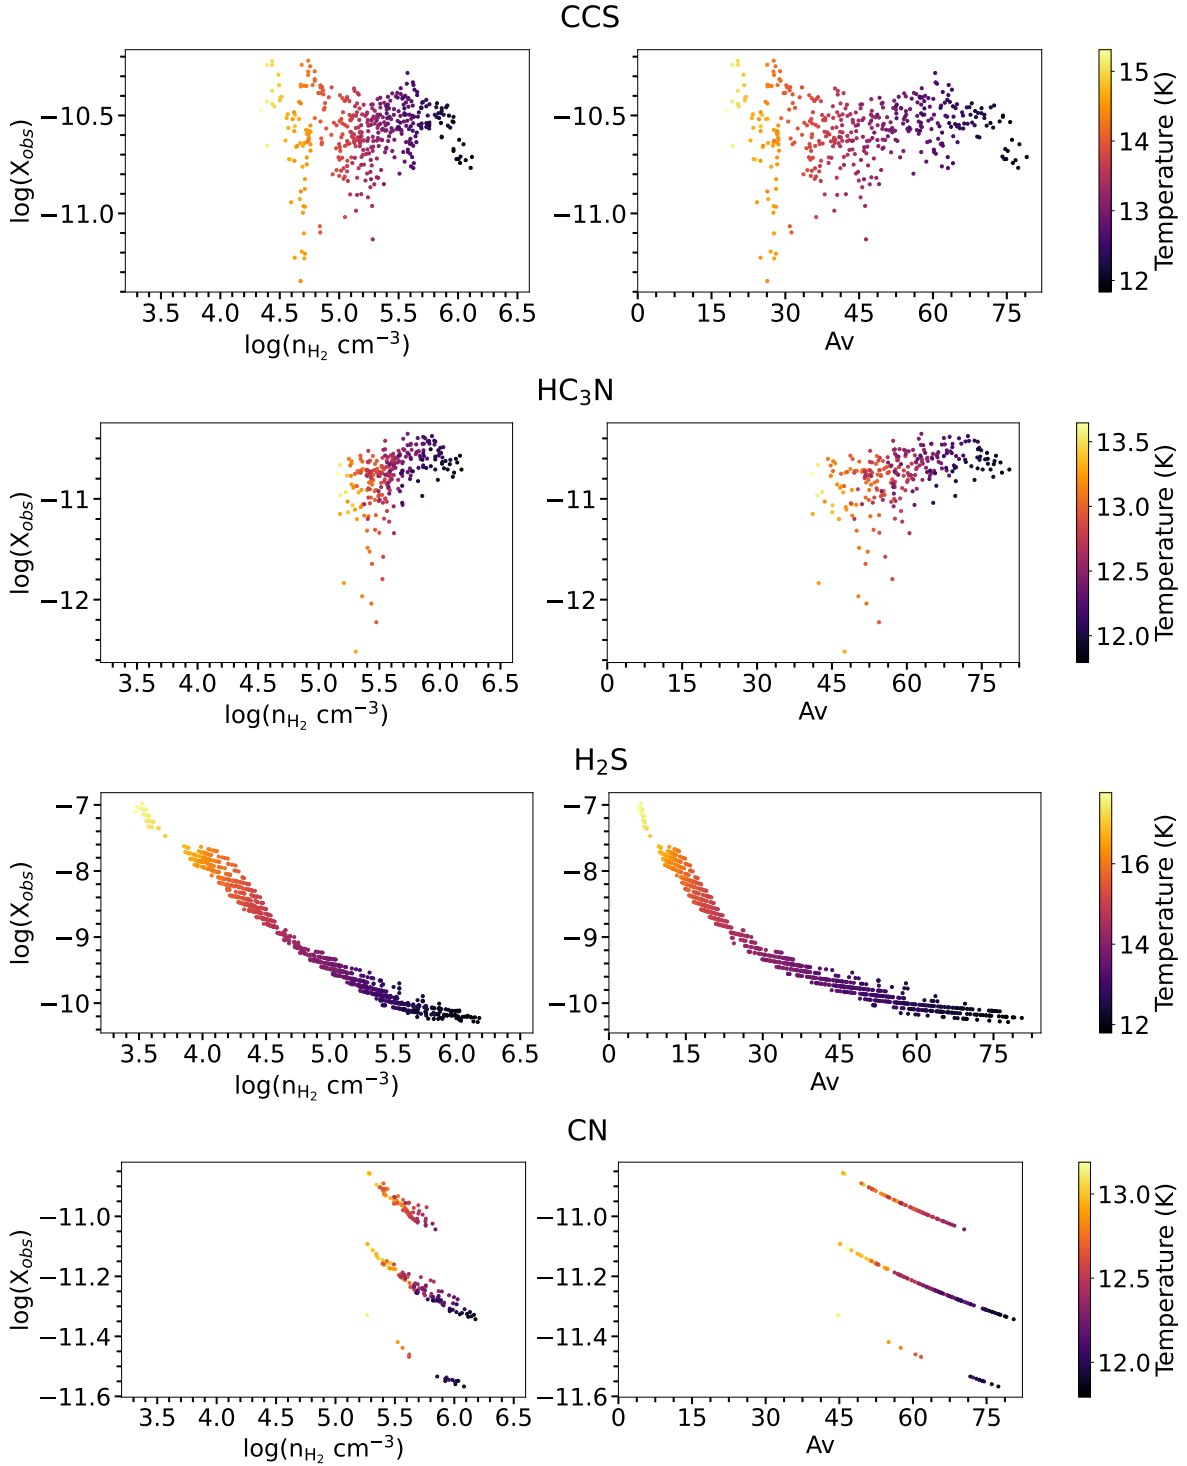 CCS
log(X_obs)
−10.5
−11.0
3.5 4.0 4.5 5.0 5.5 6.0 6.5
log(n_H₂ cm⁻³)
0 15 30 45 60 75
−10.5
−11.0
Av
15
14
13
12
Temperature (K)
HC₃N
log(X_obs)
−11
−12
3.5 4.0 4.5 5.0 5.5 6.0 6.5
log(n_H₂ cm⁻³)
−11
−12
0 15 30 45 60 75
Av
13.5
13.0
12.5
12.0
Temperature (K)
H₂S
log(X_obs)
−7
−8
−9
−10
3.5 4.0 4.5 5.0 5.5 6.0 6.5
log(n_H₂ cm⁻³)
−7
−8
−9
−10
0 15 30 45 60 75
Av
16
14
12
Temperature (K)
CN
log(X_obs)
−11.0
−11.2
−11.4
−11.6
3.5 4.0 4.5 5.0 5.5 6.0 6.5
log(n_H₂ cm⁻³)
−11.0
−11.2
−11.4
−11.6
0 15 30 45 60 75
Av
13.0
12.5
12.0
Temperature (K)